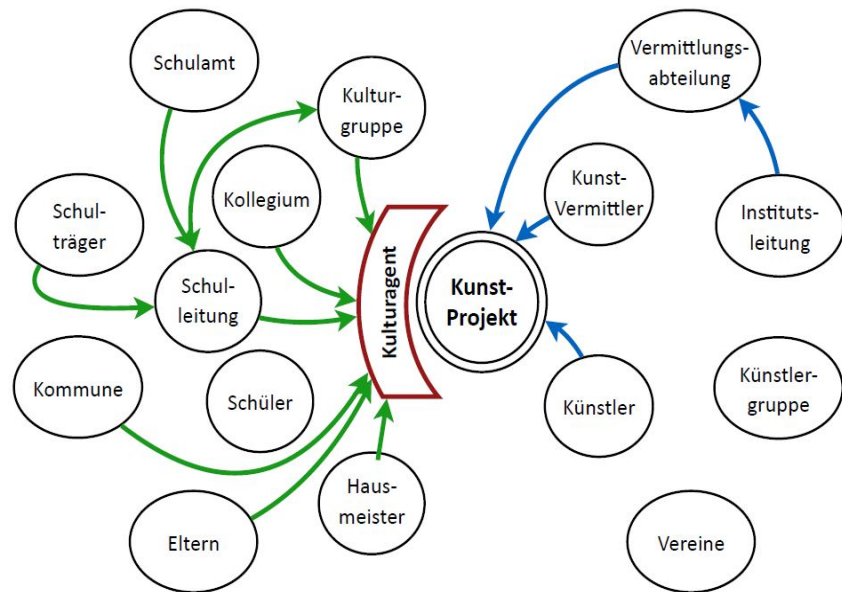 Schulamt
Kultur-
gruppe
Vermittlungs-
abteilung
Kollegium
Kunst-
Vermittler
Schul-
träger
Instituts-
leitung
Schul-
leitung
Kulturagent
Kunst-
Projekt
Kommune
Schüler
Künstler
Künstler-
gruppe
Haus-
meister
Eltern
Vereine